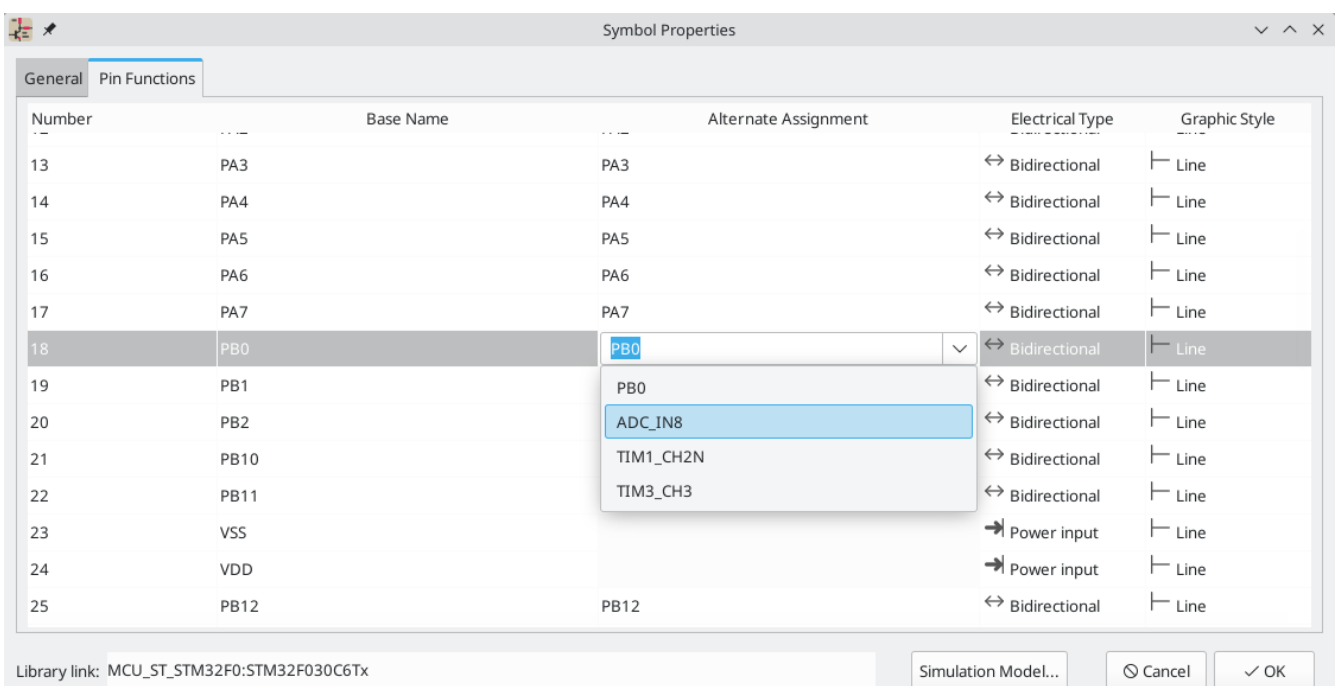 Symbol Properties
General Pin Functions
Number Base Name Alternate Assignment Electrical Type Graphic Style
13 PA3 PA3 Bidirectional Line
14 PA4 PA4 Bidirectional Line
15 PA5 PA5 Bidirectional Line
16 PA6 PA6 Bidirectional Line
17 PA7 PA7 Bidirectional Line
18 PB0 PB0 Bidirectional Line
19 PB1 PB0 Bidirectional Line
20 PB2 ADC_IN8 Bidirectional Line
21 PB10 TIM1_CH2N Bidirectional Line
22 PB11 TIM3_CH3 Bidirectional Line
23 VSS Power input Line
24 VDD Power input Line
25 PB12 PB12 Bidirectional Line
Library link: MCU_ST_STM32F0:STM32F030C6Tx Simulation Model... Cancel OK